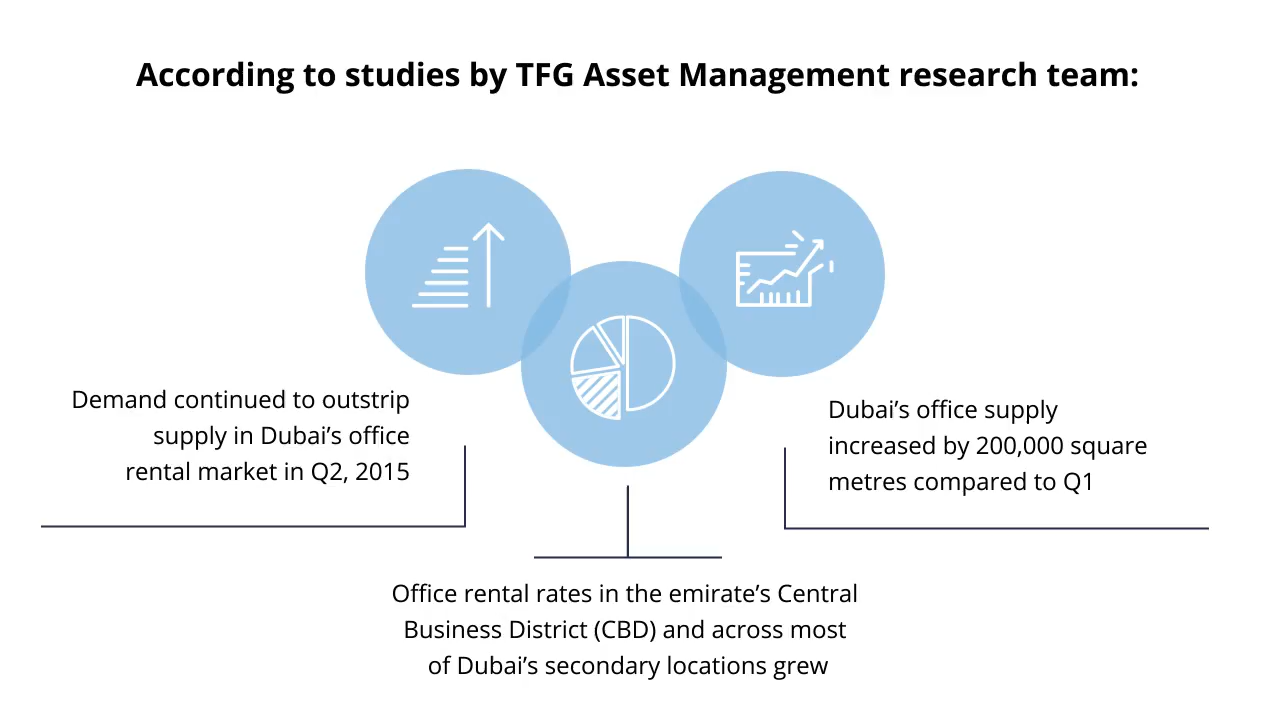 According to studies by TFG Asset Management research team:
Demand continued to outstrip
supply in Dubai’s office
rental market in Q2, 2015
Dubai’s office supply
increased by 200,000 square
metres compared to Q1
Office rental rates in the emirate’s Central
Business District (CBD) and across most
of Dubai’s secondary locations grew